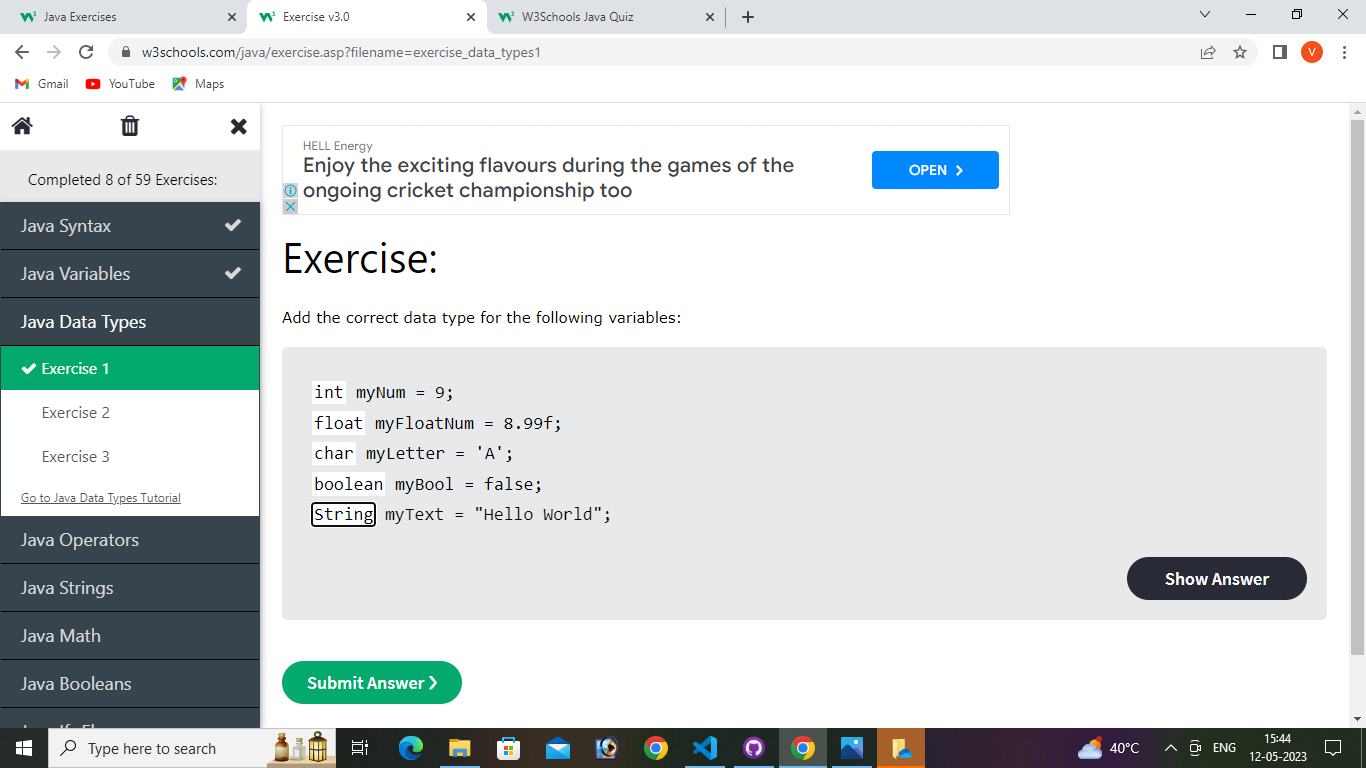 Java Exercises
Exercise v3.0
W3Schools Java Quiz
w3schools.com/java/exercise.asp?filename=exercise_data_types1
V
Gmail
YouTube
Maps
Completed 8 of 59 Exercises:
Java Syntax
Java Variables
Java Data Types
Exercise 1
Exercise 2
Exercise 3
Go to Java Data Types Tutorial
Java Operators
Java Strings
Java Math
Java Booleans
HELL Energy
Enjoy the exciting flavours during the games of the
ongoing cricket championship too
OPEN
Exercise:
Add the correct data type for the following variables:
int myNum = 9;
float myFloatNum = 8.99f;
char myLetter = 'A';
boolean myBool = false;
String myText = "Hello World";
Show Answer
Submit Answer ❯
Type here to search
40°C
ENG
15:44
12-05-2023